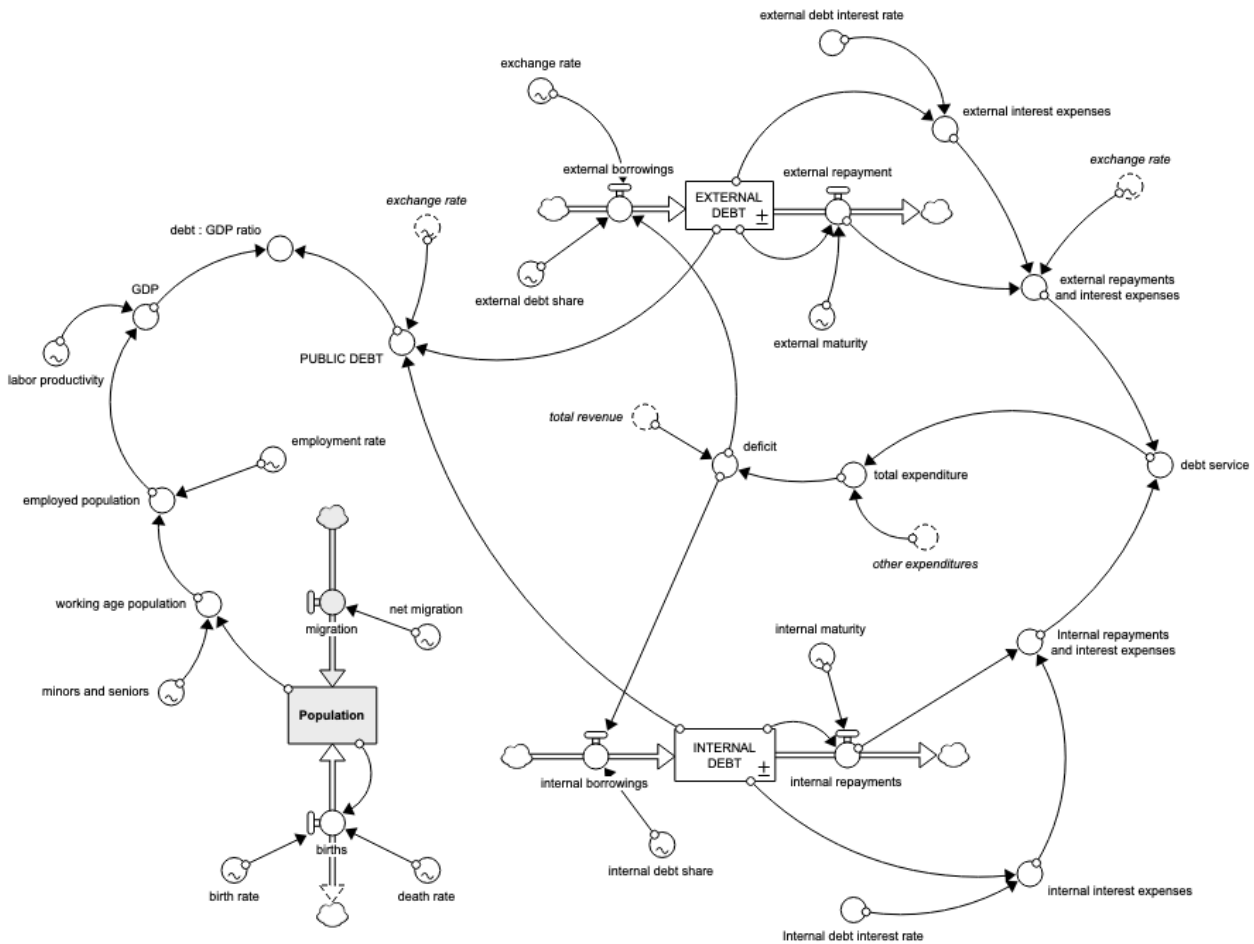 external debt interest rate
exchange rate
external interest expenses
exchange rate
external borrowings
external repayment
EXTERNAL
DEBT
±
exchange rate
debt : GDP ratio
external debt share
external repayments
and interest expenses
GDP
external maturity
PUBLIC DEBT
labor productivity
total revenue
deficit
employment rate
total expenditure
debt service
employed population
other expenditures
working age population
net migration
migration
internal maturity
Internal repayments
and interest expenses
minors and seniors
Population
INTERNAL
DEBT
±
internal borrowings
internal repayments
births
internal debt share
birth rate
death rate
internal interest expenses
Internal debt interest rate